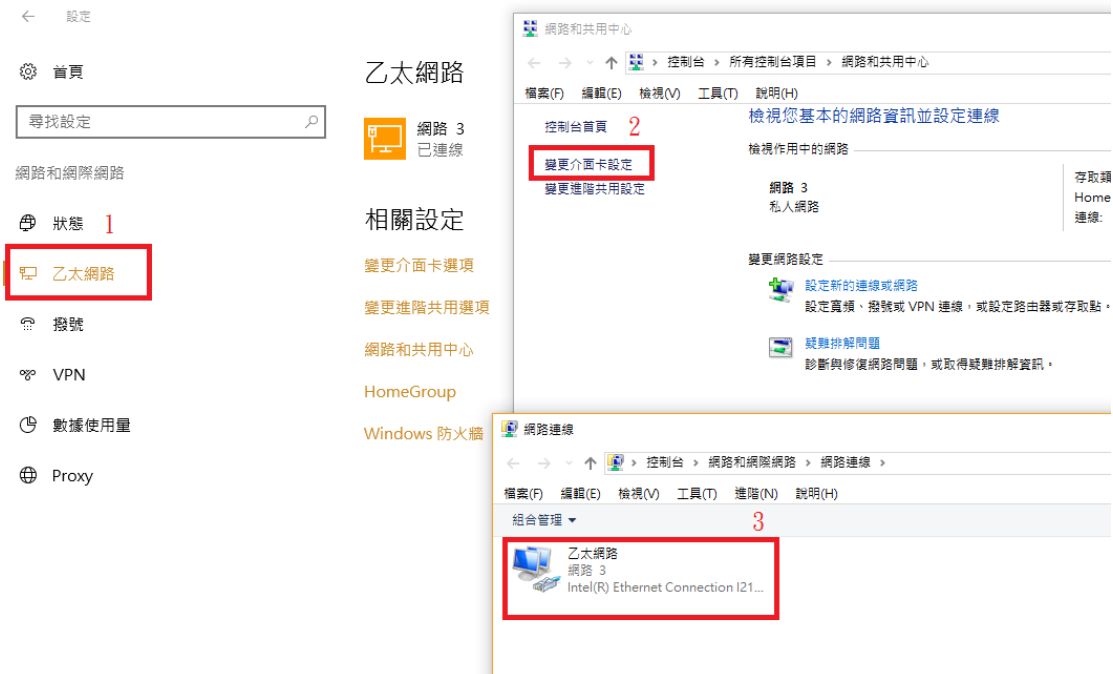 設定
首頁
尋找設定
網路和網際網路
狀態 1
乙太網路
撥號
VPN
數據使用量
Proxy
乙太網路
網路 3
已連線
相關設定
變更介面卡選項
變更進階共用選項
網路和共用中心
HomeGroup
Windows 防火牆
網路和共用中心
控制台 › 所有控制台項目 › 網路和共用中心
檔案(F) 編輯(E) 檢視(V) 工具(T) 說明(H)
控制台首頁 2
變更介面卡設定
變更進階共用設定
檢視您基本的網路資訊並設定連線
檢視作用中的網路
網路 3
私人網路
存取類
Home
連線:
變更網路設定
設定新的連線或網路
設定寬頻、撥號或 VPN 連線，或設定路由器或存取點。
疑難排解問題
診斷與修復網路問題，或取得疑難排解資訊。
網路連線
控制台 › 網路和網際網路 › 網路連線 ›
檔案(F) 編輯(E) 檢視(V) 工具(T) 進階(N) 說明(H)
組合管理
3
乙太網路
網路 3
Intel(R) Ethernet Connection I21...